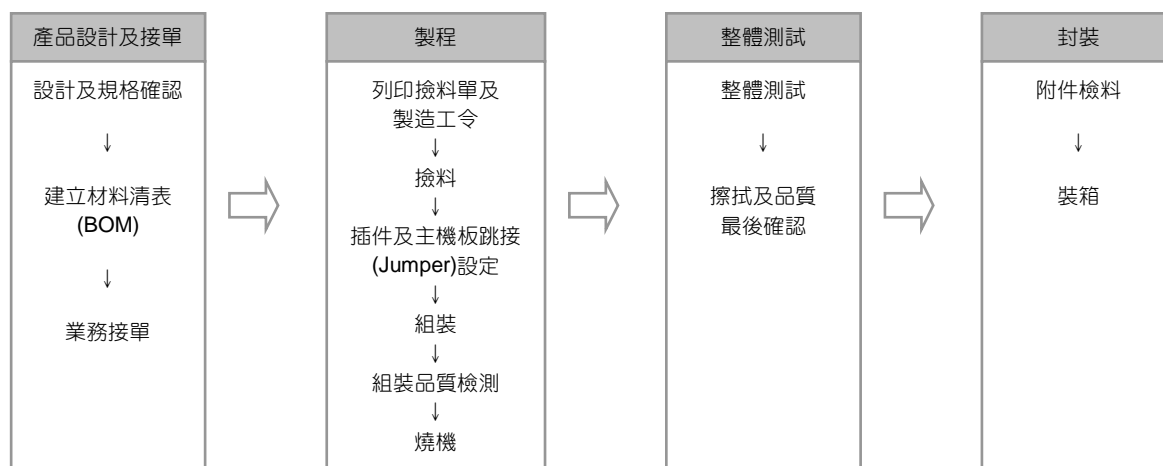 產品設計及接單
設計及規格確認
↓
建立材料清表
(BOM)
↓
業務接單
製程
列印撿料單及
製造工令
↓
撿料
↓
插件及主機板跳接
(Jumper)設定
↓
組裝
↓
組裝品質檢測
↓
燒機
整體測試
整體測試
↓
擦拭及品質
最後確認
封裝
附件檢料
↓
裝箱